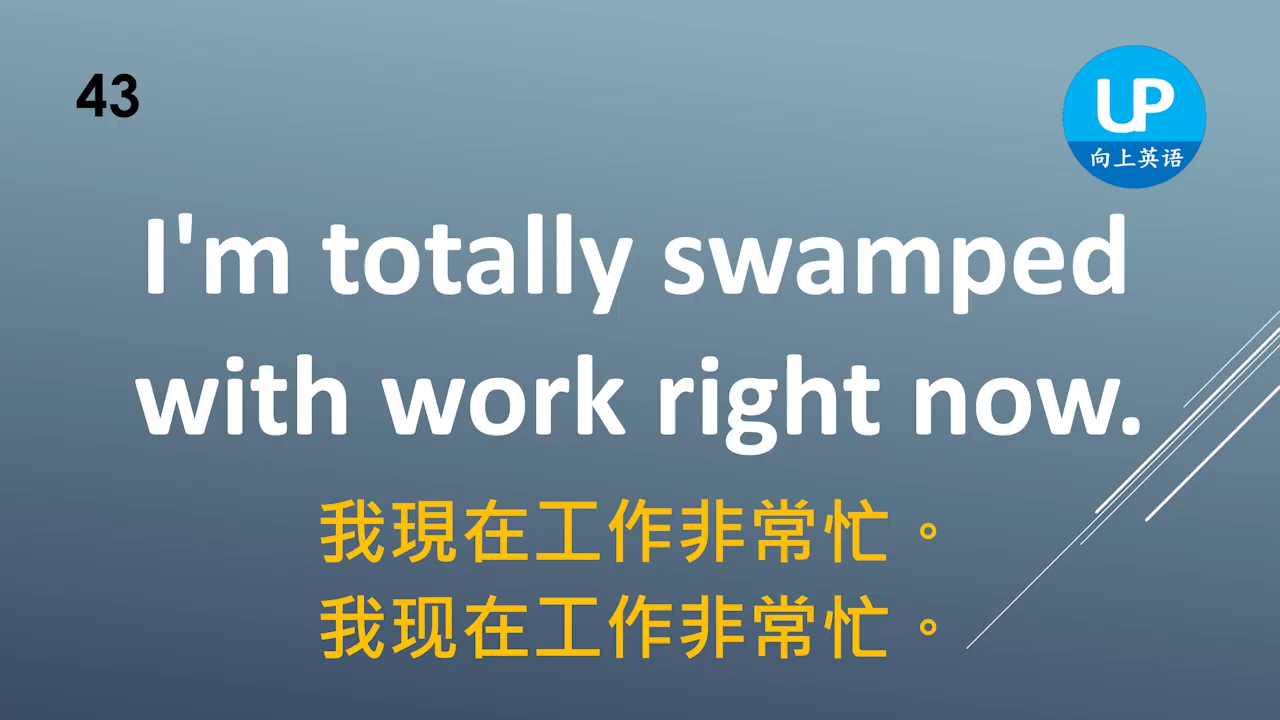 43
UP
向上英语
I'm totally swamped
with work right now.
我現在工作非常忙。
我现在工作非常忙。